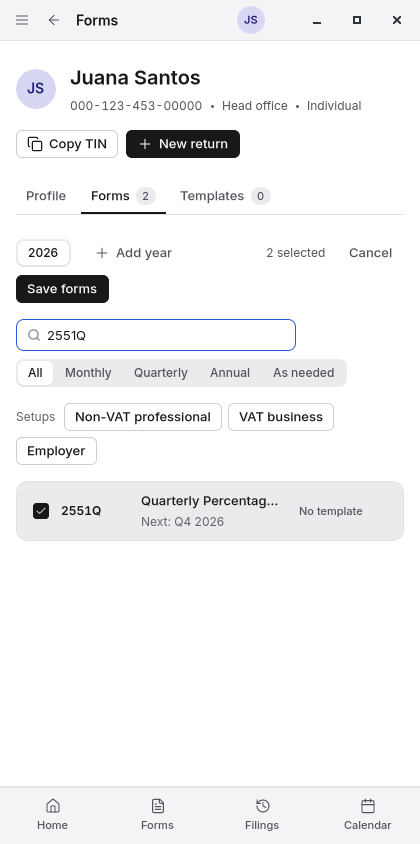 Forms
JS
JS
Juana Santos
000-123-453-00000 • Head office • Individual
Copy TIN
New return
Profile
Forms 2
Templates 0
2026
Add year
2 selected
Cancel
Save forms
2551Q
All
Monthly
Quarterly
Annual
As needed
Setups
Non-VAT professional
VAT business
Employer
2551Q
Quarterly Percentag...
Next: Q4 2026
No template
Home
Forms
Filings
Calendar